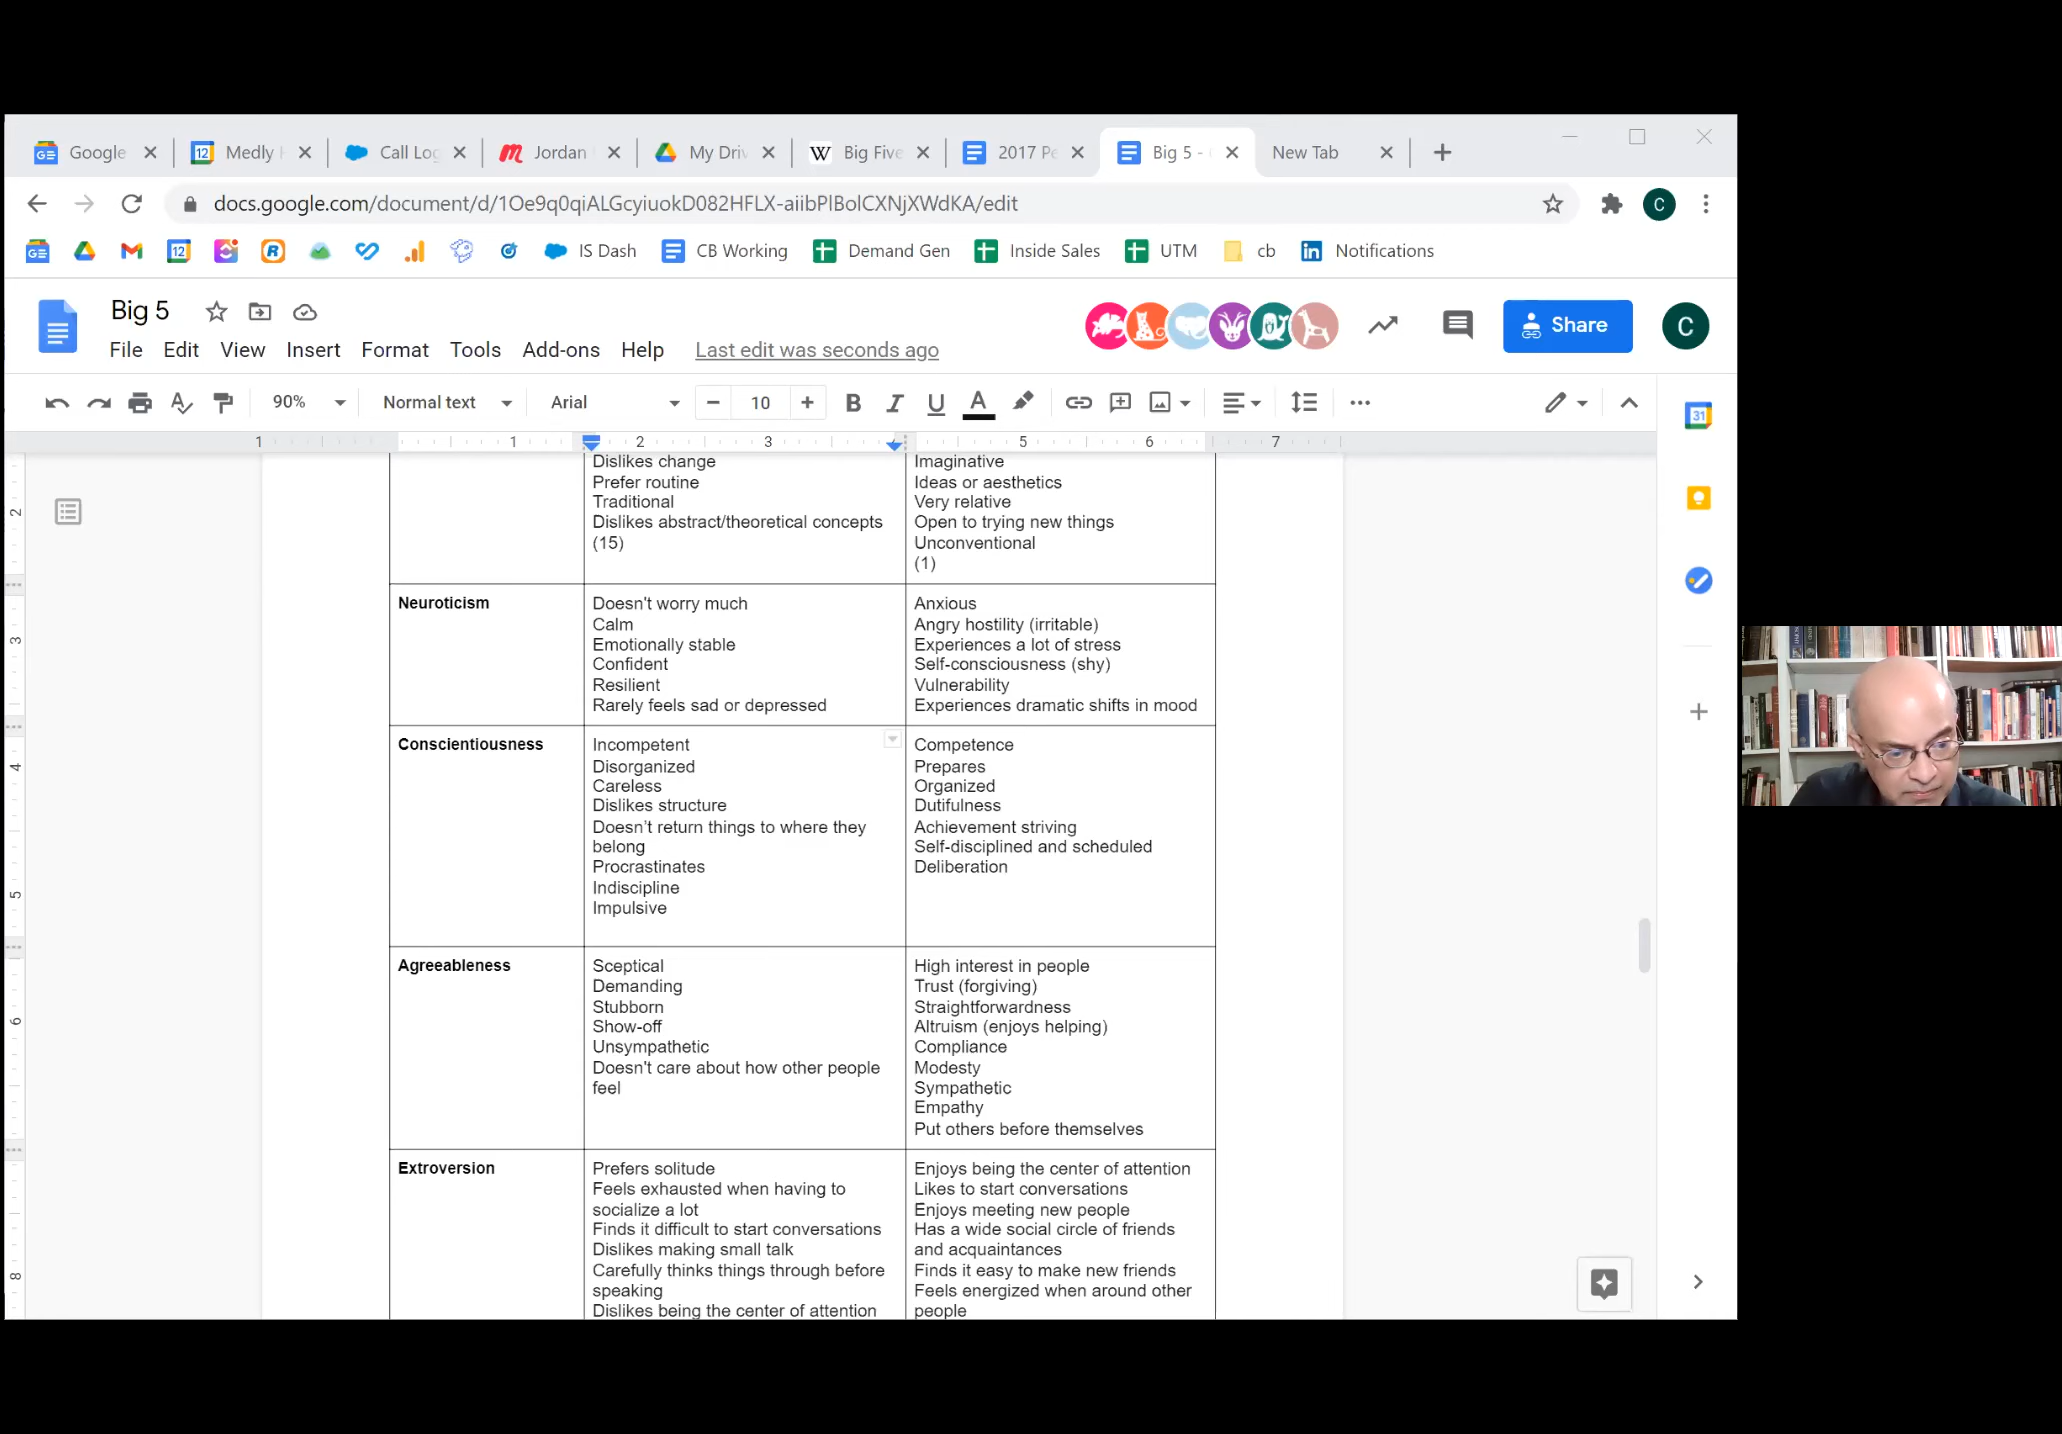 Google
Medly
Call Log
Jordan
My Driv
Big Five
2017 Pe
Big 5 -
New Tab
docs.google.com/document/d/1Oe9q0qiALGcyiuokD082HFLX-aiibPlBolCXNjXWdKA/edit
C
IS Dash
CB Working
Demand Gen
Inside Sales
UTM
cb
Notifications
Big 5
File Edit View Insert Format Tools Add-ons Help Last edit was seconds ago
Share
C
90% Normal text Arial 10
1 1 2 3 5 6 7
Dislikes change
Prefer routine
Traditional
Dislikes abstract/theoretical concepts
(15)
Imaginative
Ideas or aesthetics
Very relative
Open to trying new things
Unconventional
(1)
Neuroticism
Doesn't worry much
Calm
Emotionally stable
Confident
Resilient
Rarely feels sad or depressed
Anxious
Angry hostility (irritable)
Experiences a lot of stress
Self-consciousness (shy)
Vulnerability
Experiences dramatic shifts in mood
Conscientiousness
Incompetent
Disorganized
Careless
Dislikes structure
Doesn’t return things to where they
belong
Procrastinates
Indiscipline
Impulsive
Competence
Prepares
Organized
Dutifulness
Achievement striving
Self-disciplined and scheduled
Deliberation
Agreeableness
Sceptical
Demanding
Stubborn
Show-off
Unsympathetic
Doesn't care about how other people
feel
High interest in people
Trust (forgiving)
Straightforwardness
Altruism (enjoys helping)
Compliance
Modesty
Sympathetic
Empathy
Put others before themselves
Extroversion
Prefers solitude
Feels exhausted when having to
socialize a lot
Finds it difficult to start conversations
Dislikes making small talk
Carefully thinks things through before
speaking
Dislikes being the center of attention
Enjoys being the center of attention
Likes to start conversations
Enjoys meeting new people
Has a wide social circle of friends
and acquaintances
Finds it easy to make new friends
Feels energized when around other
people